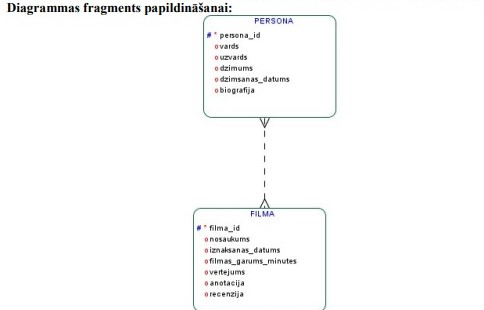 Diagrammas fragments papildināšanai:
PERSONA
# * persona_id
o vards
o uzvards
o dzimums
o dzimsanas_datums
o biografija
FILMA
# * filma_id
o nosaukums
o iznaksanas_datums
o filmas_garums_minutes
o vertejums
o anotacija
o recenzija